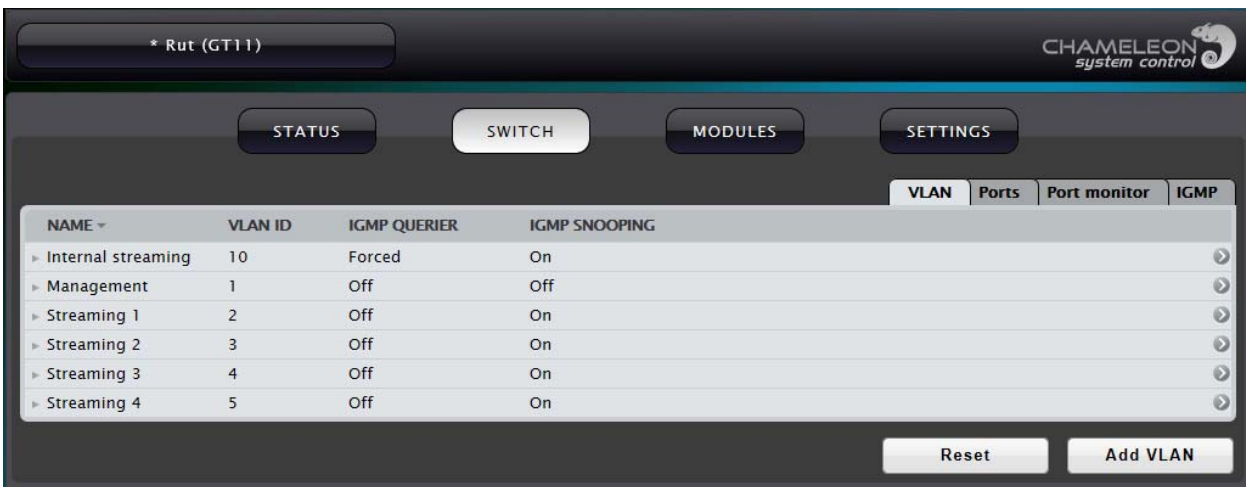 * Rut (GT11)
CHAMELEON
system control
STATUS SWITCH MODULES SETTINGS
VLAN Ports Port monitor IGMP
NAME VLAN ID IGMP QUERIER IGMP SNOOPING
Internal streaming 10 Forced On
Management 1 Off Off
Streaming 1 2 Off On
Streaming 2 3 Off On
Streaming 3 4 Off On
Streaming 4 5 Off On
Reset Add VLAN